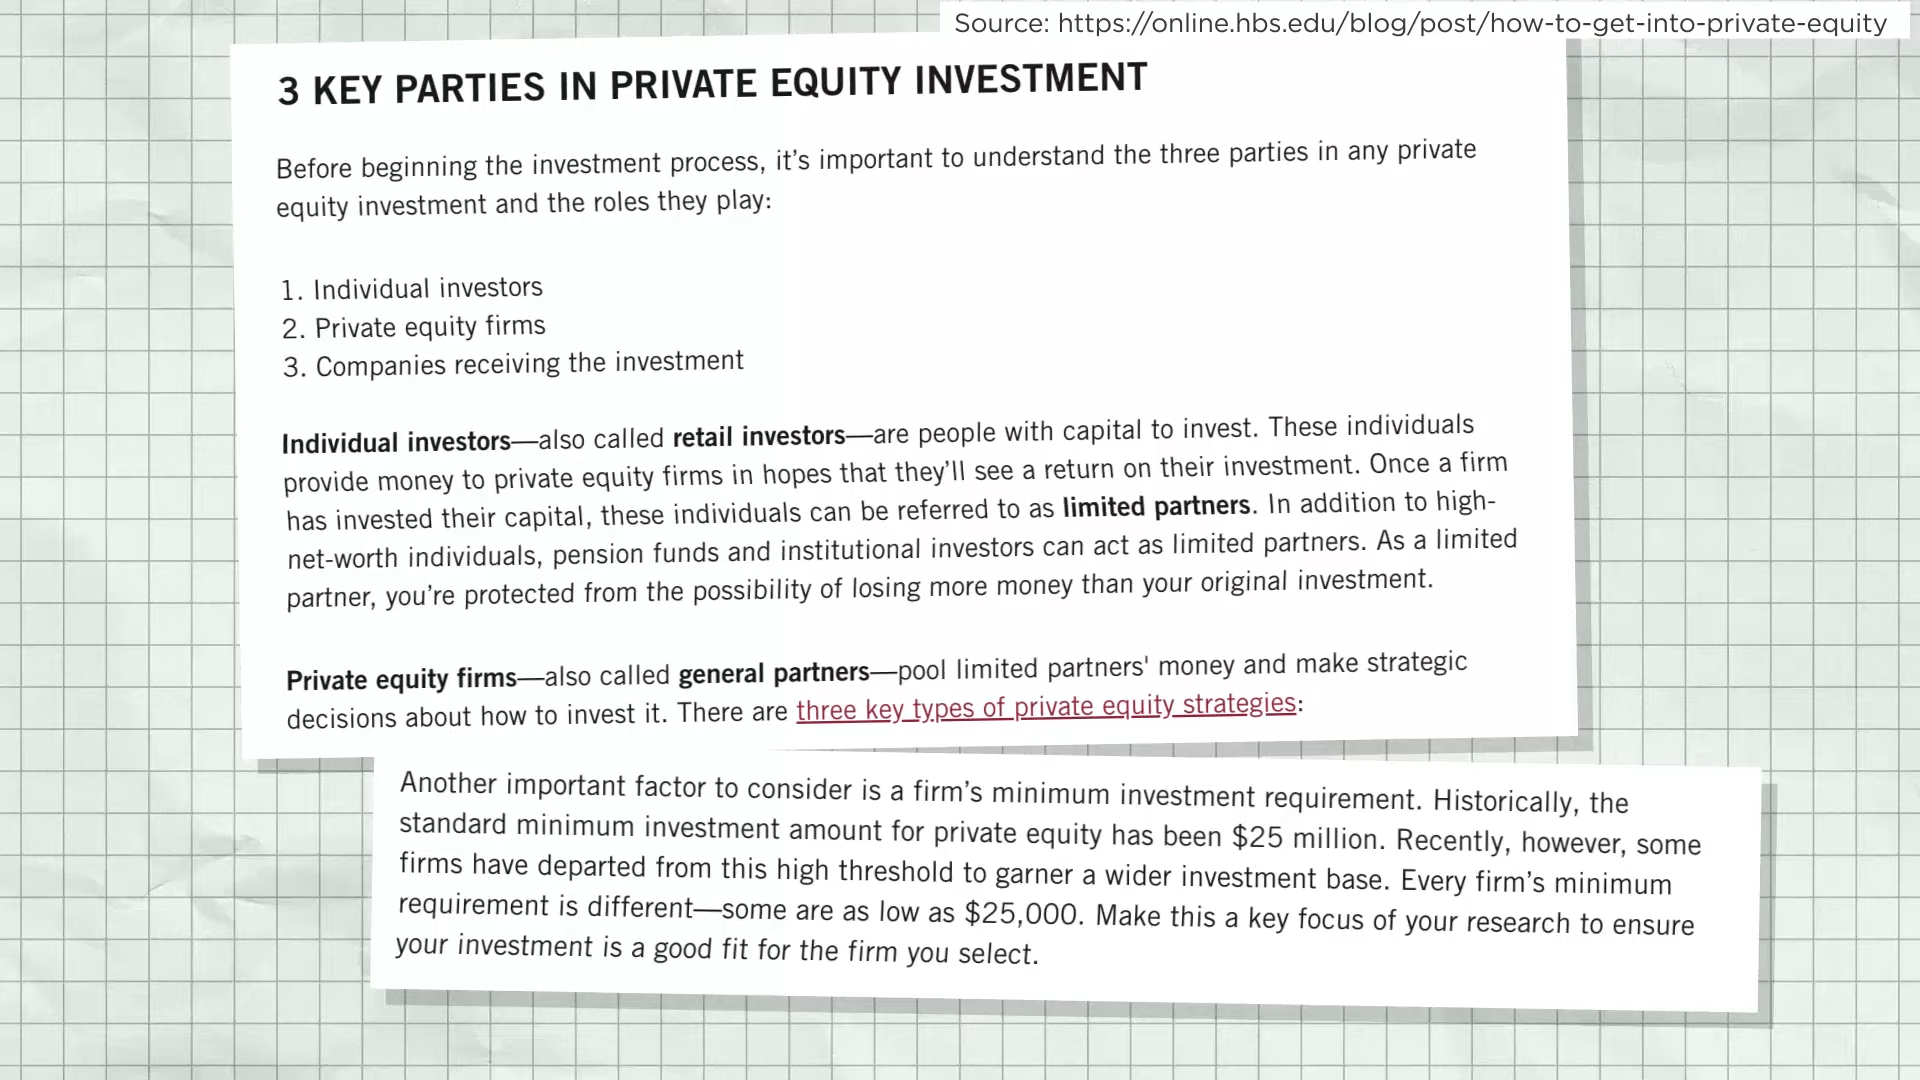 Source: https://online.hbs.edu/blog/post/how-to-get-into-private-equity
3 KEY PARTIES IN PRIVATE EQUITY INVESTMENT
Before beginning the investment process, it’s important to understand the three parties in any private
equity investment and the roles they play:
1. Individual investors
2. Private equity firms
3. Companies receiving the investment
Individual investors—also called retail investors—are people with capital to invest. These individuals
provide money to private equity firms in hopes that they’ll see a return on their investment. Once a firm
has invested their capital, these individuals can be referred to as limited partners. In addition to high-
net-worth individuals, pension funds and institutional investors can act as limited partners. As a limited
partner, you’re protected from the possibility of losing more money than your original investment.
Private equity firms—also called general partners—pool limited partners' money and make strategic
decisions about how to invest it. There are three key types of private equity strategies:
Another important factor to consider is a firm’s minimum investment requirement. Historically, the
standard minimum investment amount for private equity has been $25 million. Recently, however, some
firms have departed from this high threshold to garner a wider investment base. Every firm’s minimum
requirement is different—some are as low as $25,000. Make this a key focus of your research to ensure
your investment is a good fit for the firm you select.